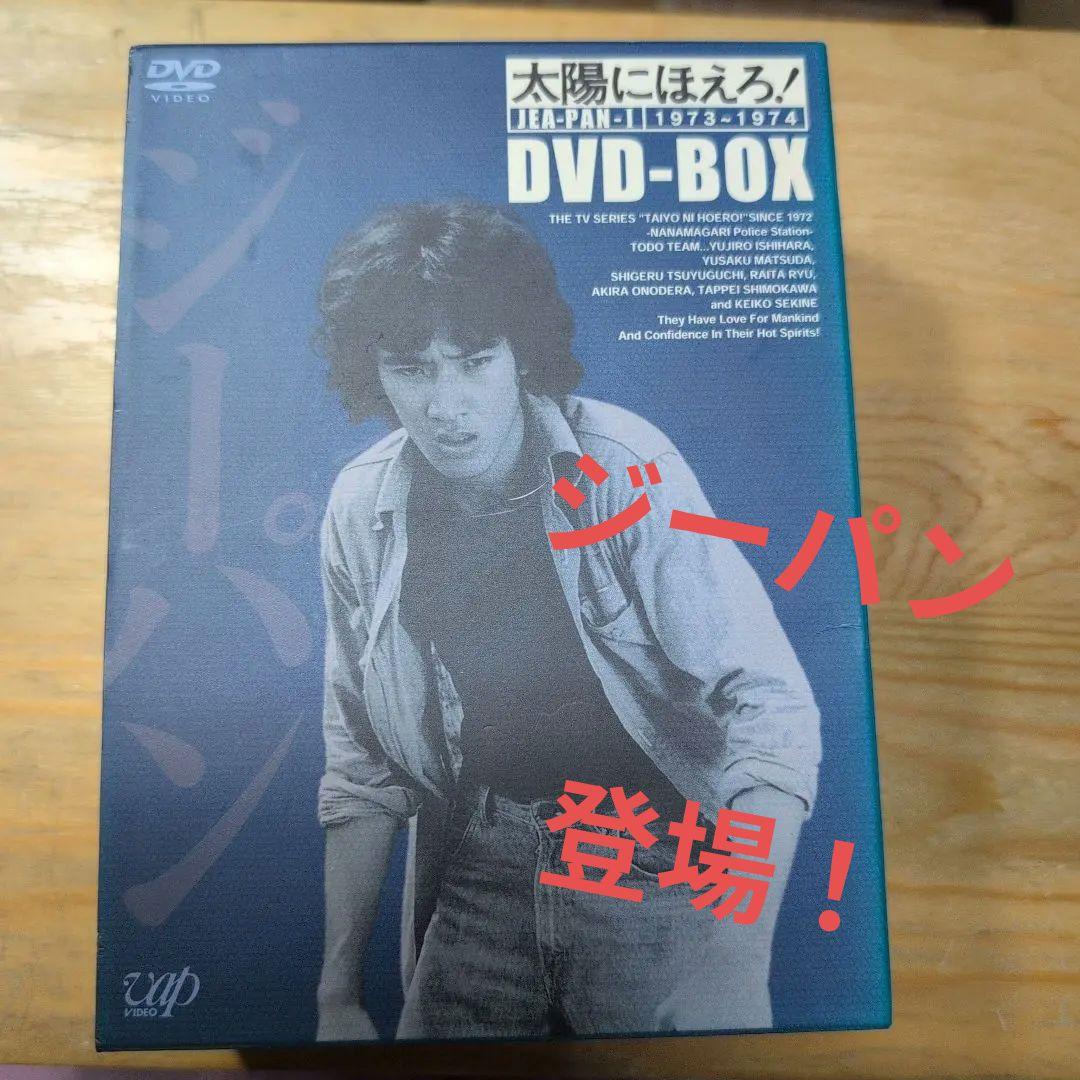 DVD
VIDEO
太陽にほえろ!
JEA-PAN-I 1973~1974
DVD-BOX
THE TV SERIES "TAIYO NI HOERO!"SINCE 1972
-NANAMAGARI Police Station-
TODO TEAM...YUJIRO ISHIHARA,
YUSAKU MATSUDA,
SHIGERU TSUYUGUCHI, RAITA RYU,
AKIRA ONODERA, TAPPEI SHIMOKAWA
and KEIKO SEKINE
They Have Love For Mankind
And Confidence In Their Hot Spirits!
ジーパン
ジーパン
登場！
vap
VIDEO